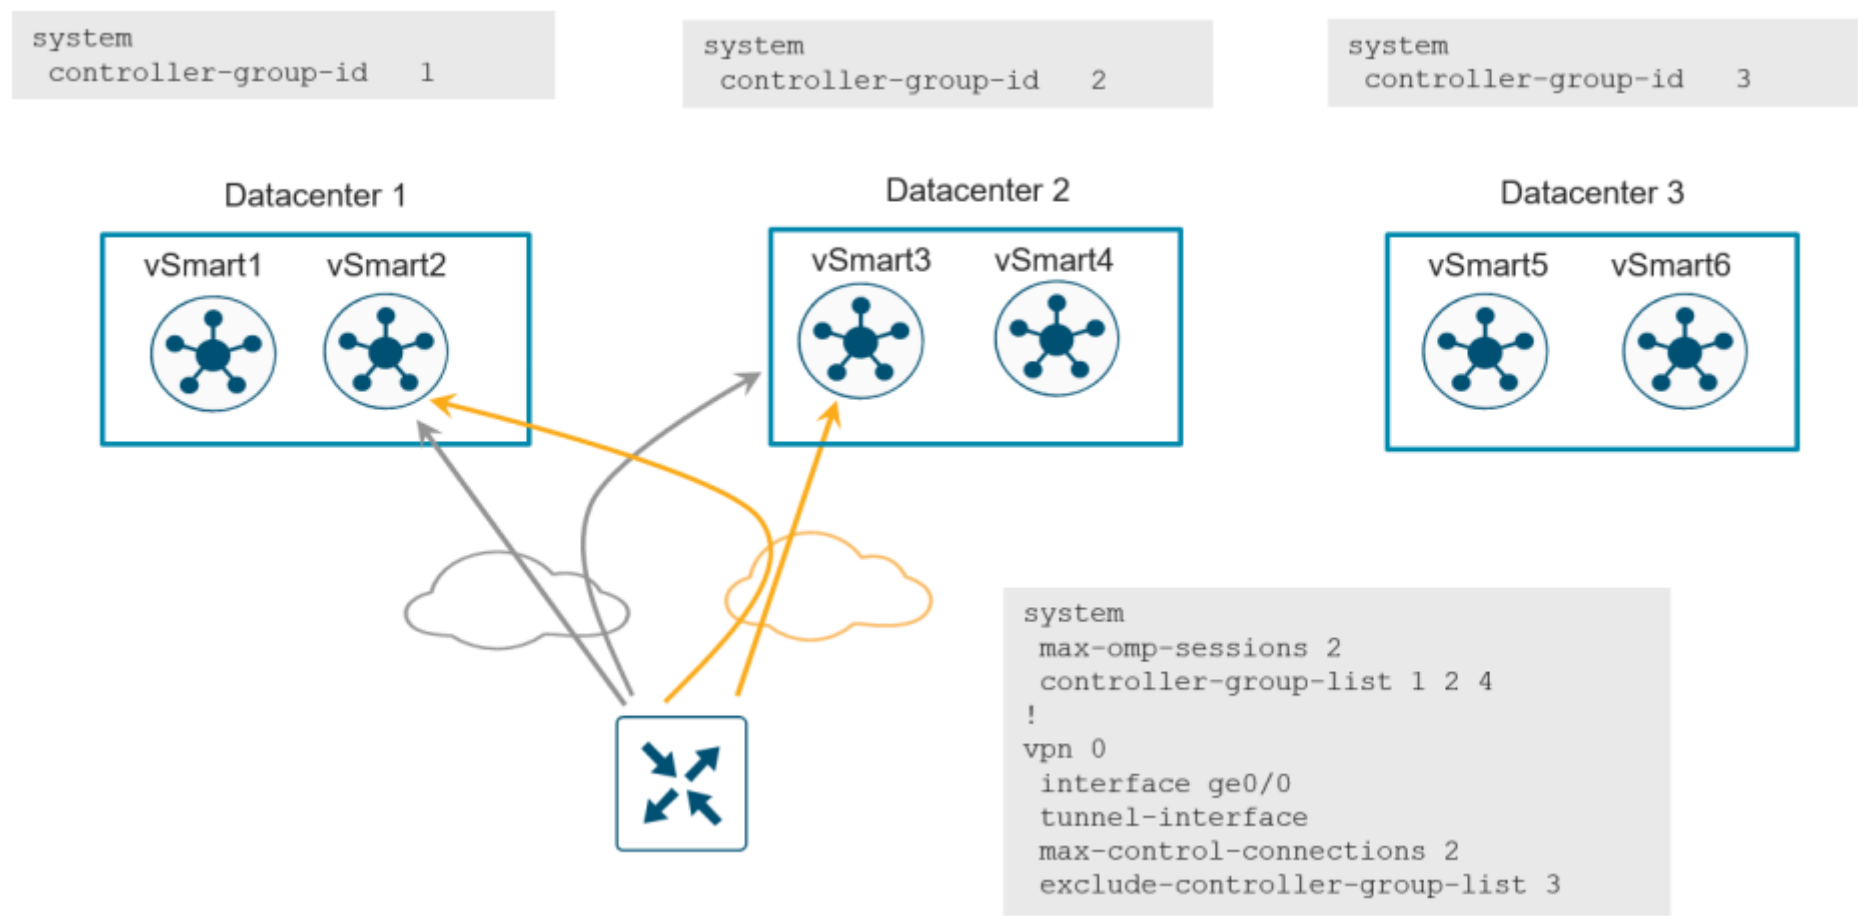 system
controller-group-id 1
system
controller-group-id 2
system
controller-group-id 3
Datacenter 1
vSmart1 vSmart2
Datacenter 2
vSmart3 vSmart4
Datacenter 3
vSmart5 vSmart6
system
max-omp-sessions 2
controller-group-list 1 2 4
!
vpn 0
interface ge0/0
tunnel-interface
max-control-connections 2
exclude-controller-group-list 3